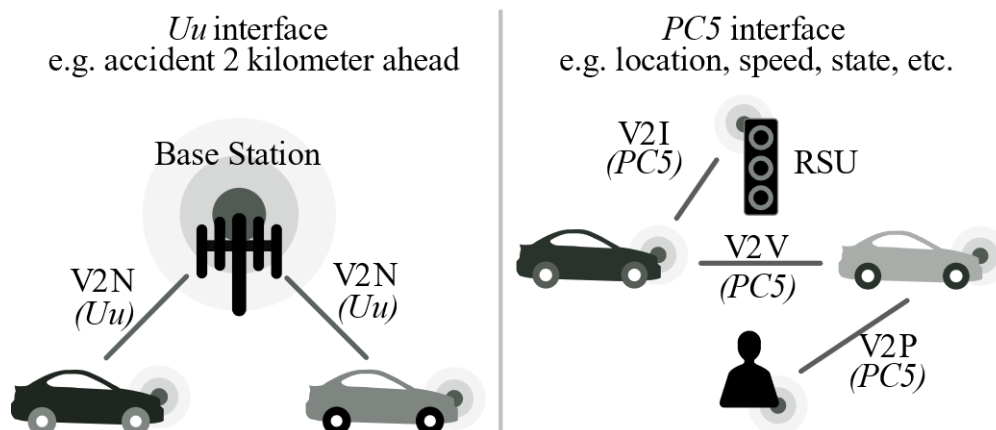 Uu interface
e.g. accident 2 kilometer ahead
Base Station
V2N
(Uu)
V2N
(Uu)
PC5 interface
e.g. location, speed, state, etc.
V2I
(PC5)
RSU
V2V
(PC5)
V2P
(PC5)